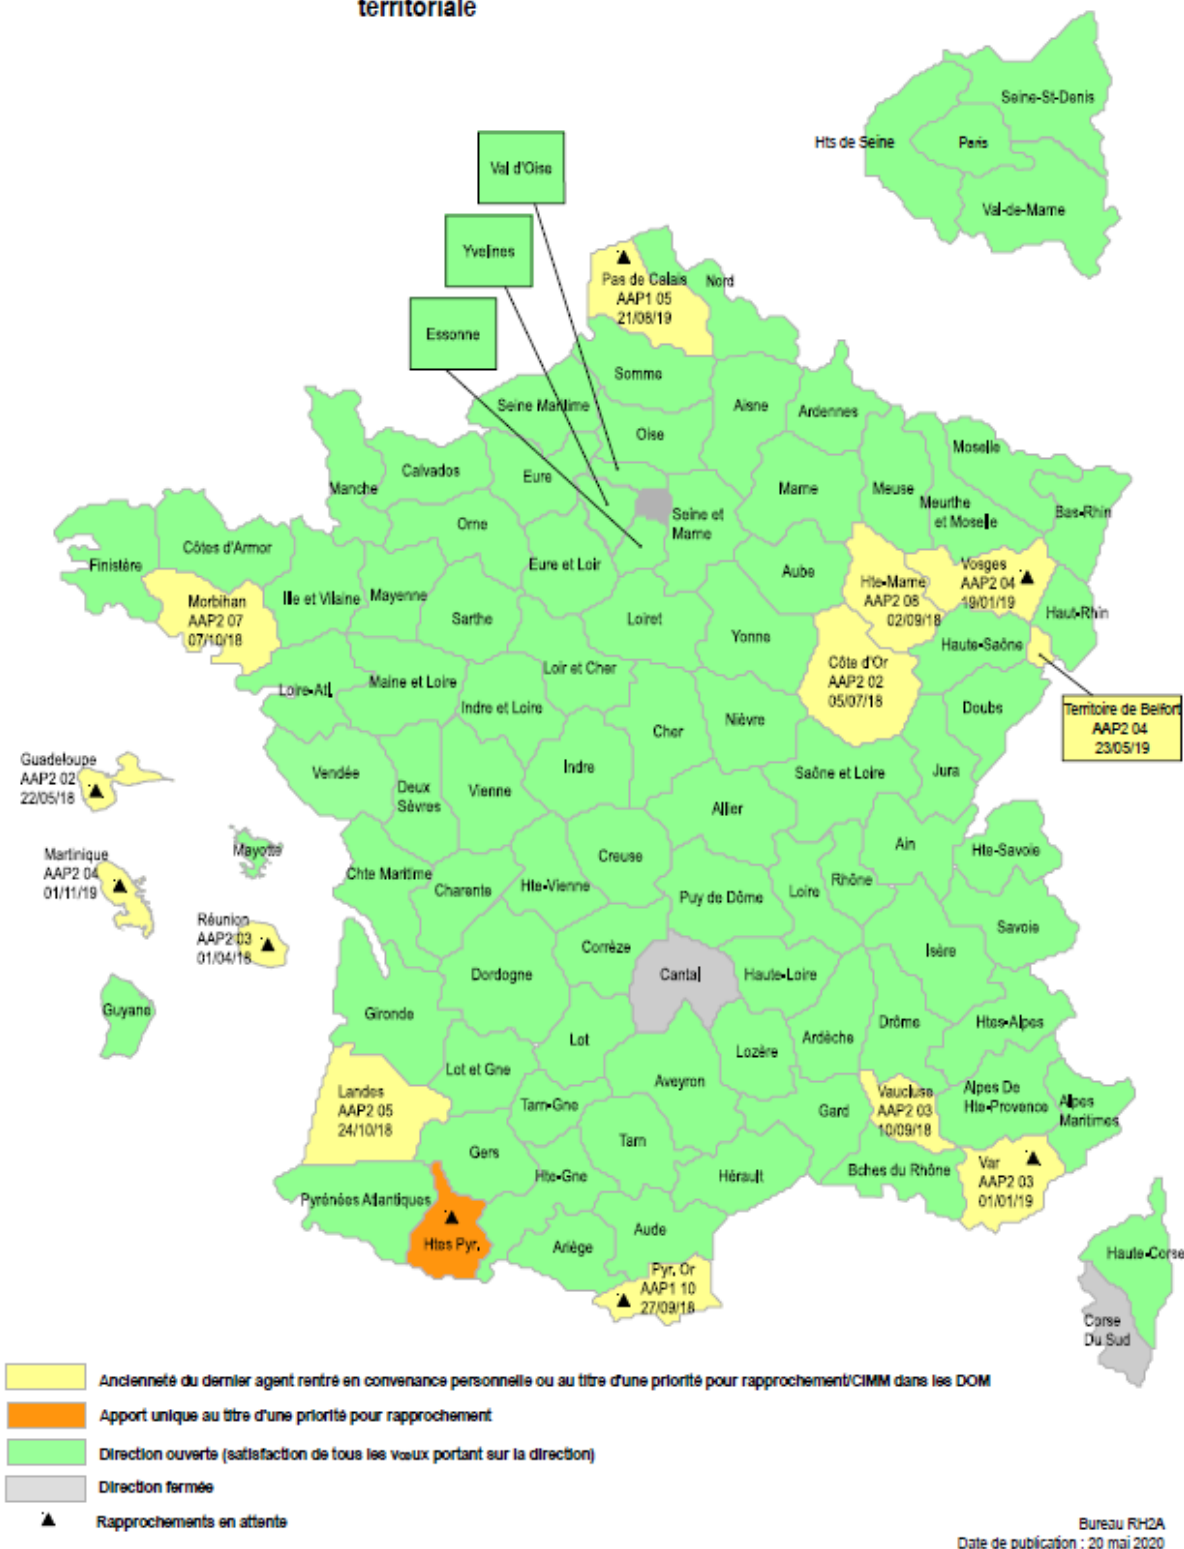 territoriale
Seine-St-Denis
Hts de Seine
Paris
Val-de-Marne
Val d'Oise
Yvelines
Essonne
Pas de Calais
AAP1 05
21/08/19
Nord
Somme
Seine Maritime
Aisne
Ardennes
Oise
Moselle
Calvados
Eure
Manche
Marne
Meuse
Meurthe
et Moselle
Bas-Rhin
Orne
Seine et
Marne
Côtes d'Armor
Finistère
Eure et Loir
Aube
Hte-Marne
AAP2 08
02/09/18
Vosges
AAP2 04
19/01/19
Haut-Rhin
Morbihan
AAP2 07
07/10/18
Ille et Vilaine
Mayenne
Sarthe
Loiret
Yonne
Haute-Saône
Côte d'Or
AAP2 02
05/07/18
Loire-Atl.
Maine et Loire
Loir et Cher
Indre et Loire
Cher
Nièvre
Doubs
Territoire de Belfort
AAP2 04
23/05/19
Guadeloupe
AAP2 02
22/05/18
Vendée
Deux
Sèvres
Vienne
Indre
Saône et Loire
Jura
Allier
Martinique
AAP2 04
01/11/19
Mayotte
Chte Maritime
Charente
Hte-Vienne
Creuse
Puy de Dôme
Loire
Rhône
Ain
Hte-Savoie
Réunion
AAP2 03
01/04/18
Savoie
Isère
Corrèze
Dordogne
Cantal
Haute-Loire
Guyane
Gironde
Lot
Lozère
Ardèche
Drôme
Htes-Alpes
Lot et Gne
Aveyron
Landes
AAP2 05
24/10/18
Tarn-Gne
Gard
Vaucluse
AAP2 03
10/09/18
Alpes De
Hte-Provence
Alpes
Maritimes
Gers
Tarn
Hte-Gne
Hérault
Bches du Rhône
Var
AAP2 03
01/01/19
Pyrénées Atlantiques
Htes Pyr.
Ariège
Aude
Pyr. Or
AAP1 10
27/09/18
Haute-Corse
Corse
Du Sud
Ancienneté du dernier agent rentré en convenance personnelle ou au titre d'une priorité pour rapprochement/CIMM dans les DOM
Apport unique au titre d'une priorité pour rapprochement
Direction ouverte (satisfaction de tous les vœux portant sur la direction)
Direction fermée
Rapprochements en attente
Bureau RH2A
Date de publication : 20 mai 2020